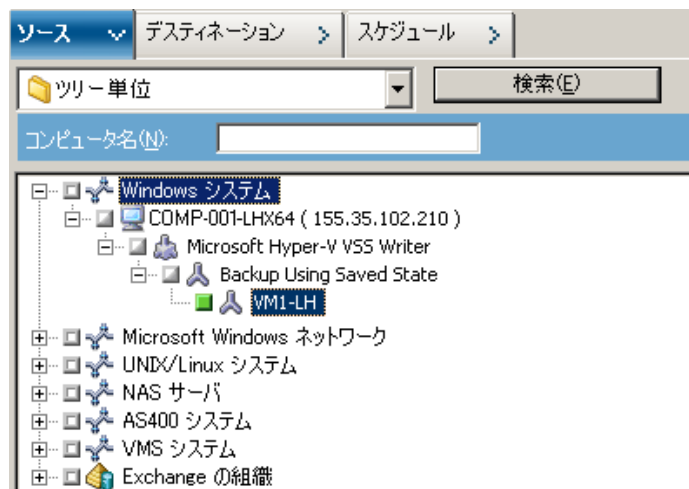 ソース デスティネーション スケジュール
ツリー単位 検索(E)
コンピュータ名(N):
Windows システム
COMP-001-LHX64 ( 155.35.102.210 )
Microsoft Hyper-V VSS Writer
Backup Using Saved State
VM1-LH
Microsoft Windows ネットワーク
UNIX/Linux システム
NAS サーバ
AS400 システム
VMS システム
Exchange の組織